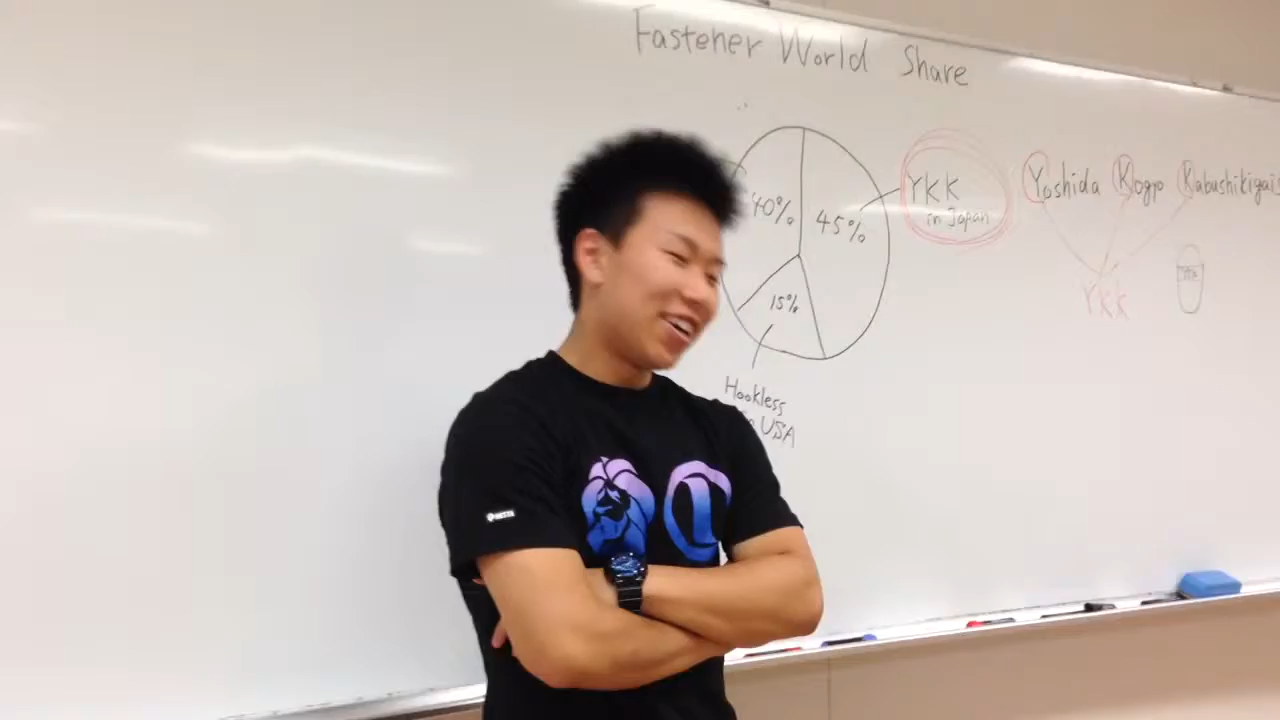 Fastener World Share
40%
45%
15%
YKK
in Japan
Yoshida Kogyo Kabushikigais
YKK
Hookless
USA